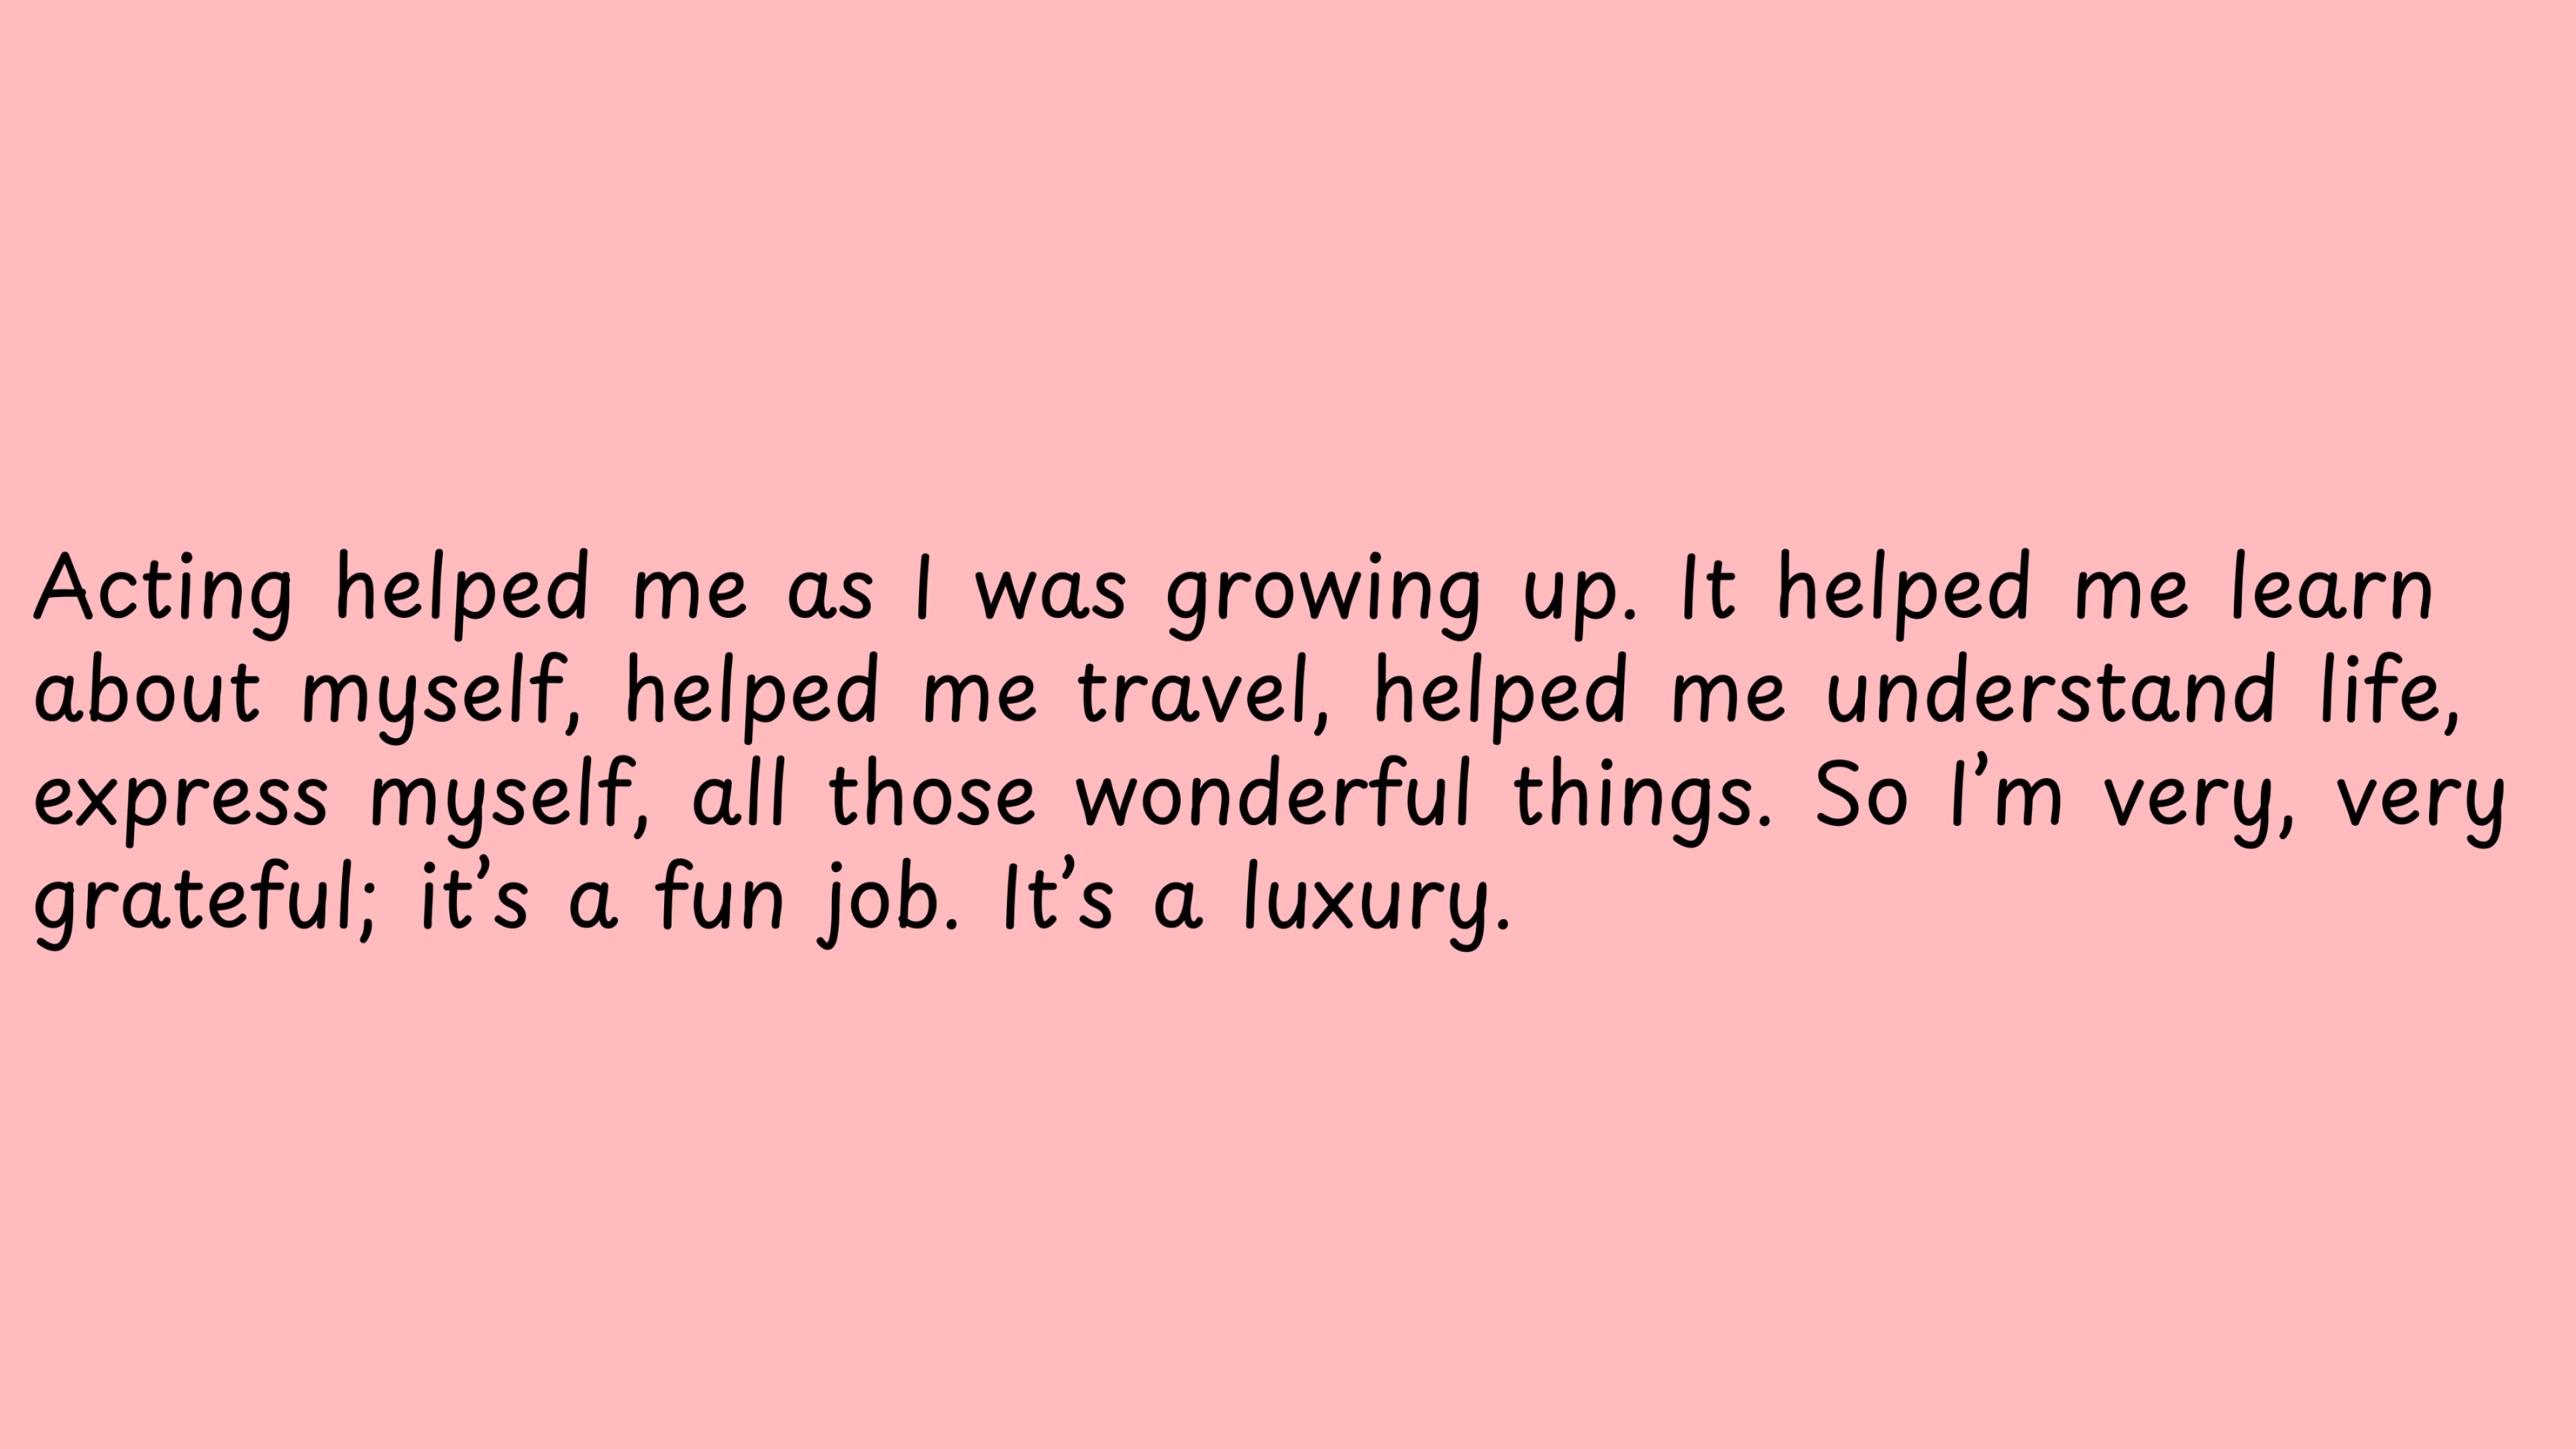 Acting helped me as I was growing up. It helped me learn
about myself, helped me travel, helped me understand life,
express myself, all those wonderful things. So I’m very, very
grateful; it’s a fun job. It’s a luxury.